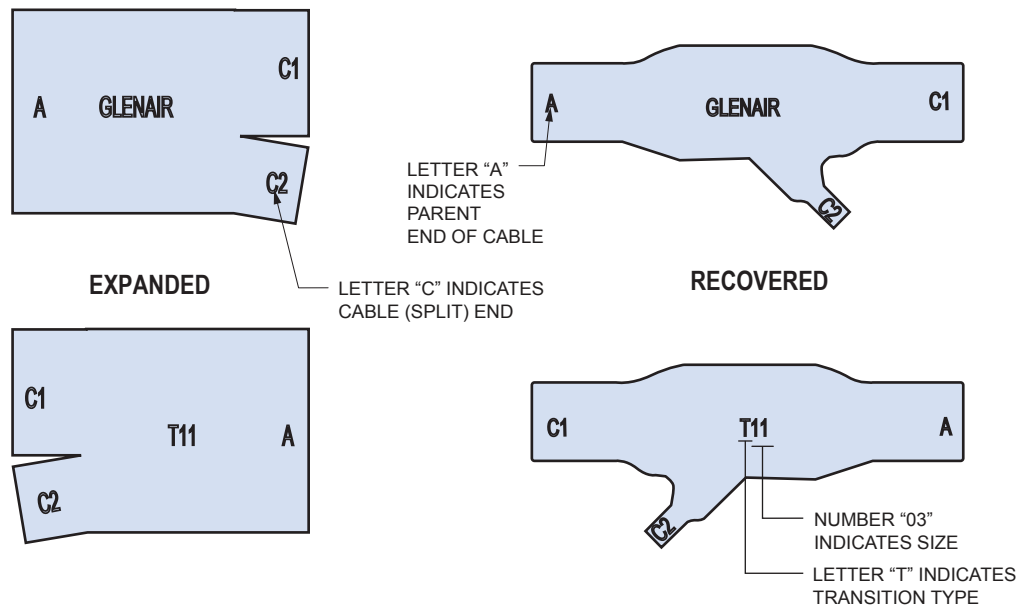 C1
A GLENAIR
C2
A GLENAIR C1
C2
LETTER “A”
INDICATES
PARENT
END OF CABLE
EXPANDED
LETTER “C” INDICATES
CABLE (SPLIT) END
RECOVERED
C1
T11 A
C2
C1 T11 A
C2
NUMBER “03”
INDICATES SIZE
LETTER “T” INDICATES
TRANSITION TYPE